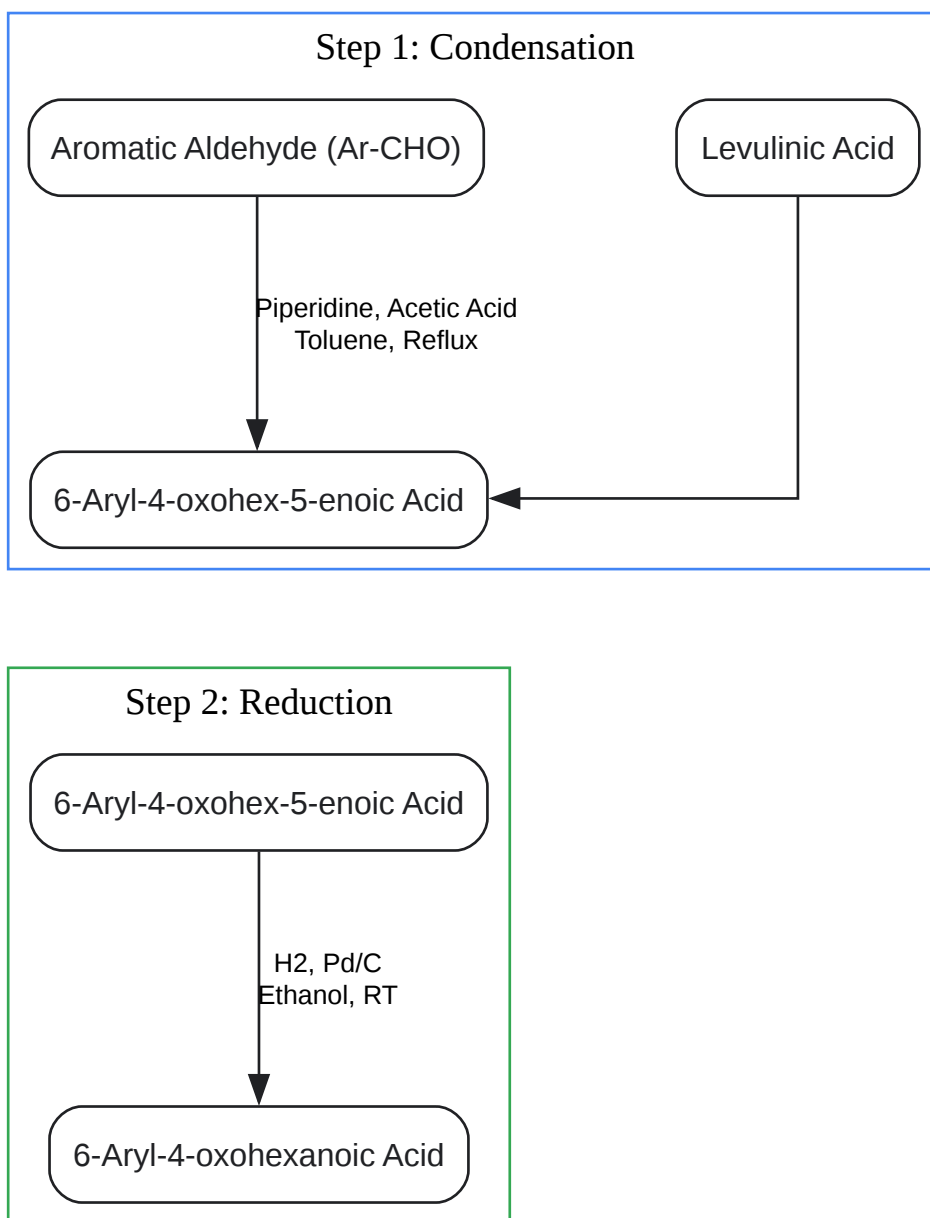 Step 1: Condensation
Aromatic Aldehyde (Ar-CHO)
Levulinic Acid
Piperidine, Acetic Acid
Toluene, Reflux
6-Aryl-4-oxohex-5-enoic Acid
Step 2: Reduction
6-Aryl-4-oxohex-5-enoic Acid
H2, Pd/C
Ethanol, RT
6-Aryl-4-oxohexanoic Acid